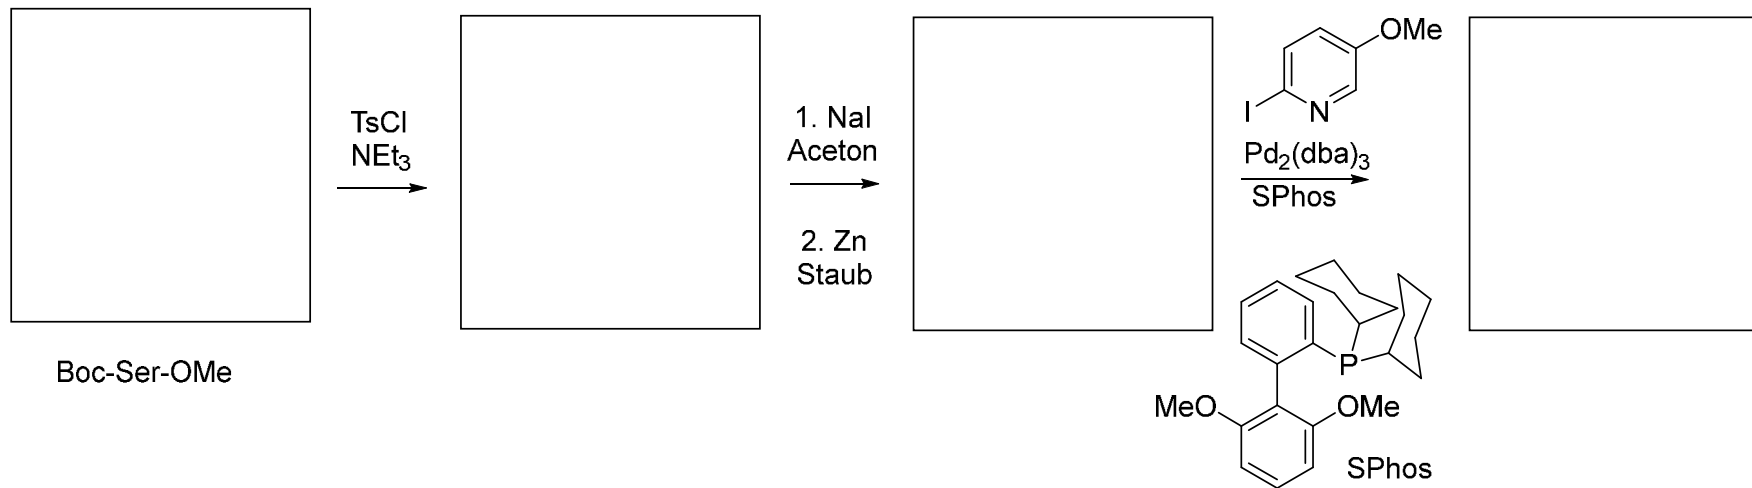 Boc-Ser-OMe
TsCl
NEt3
1. NaI
Aceton
2. Zn
Staub
OMe
I
N
Pd2(dba)3
SPhos
P
MeO
OMe
SPhos